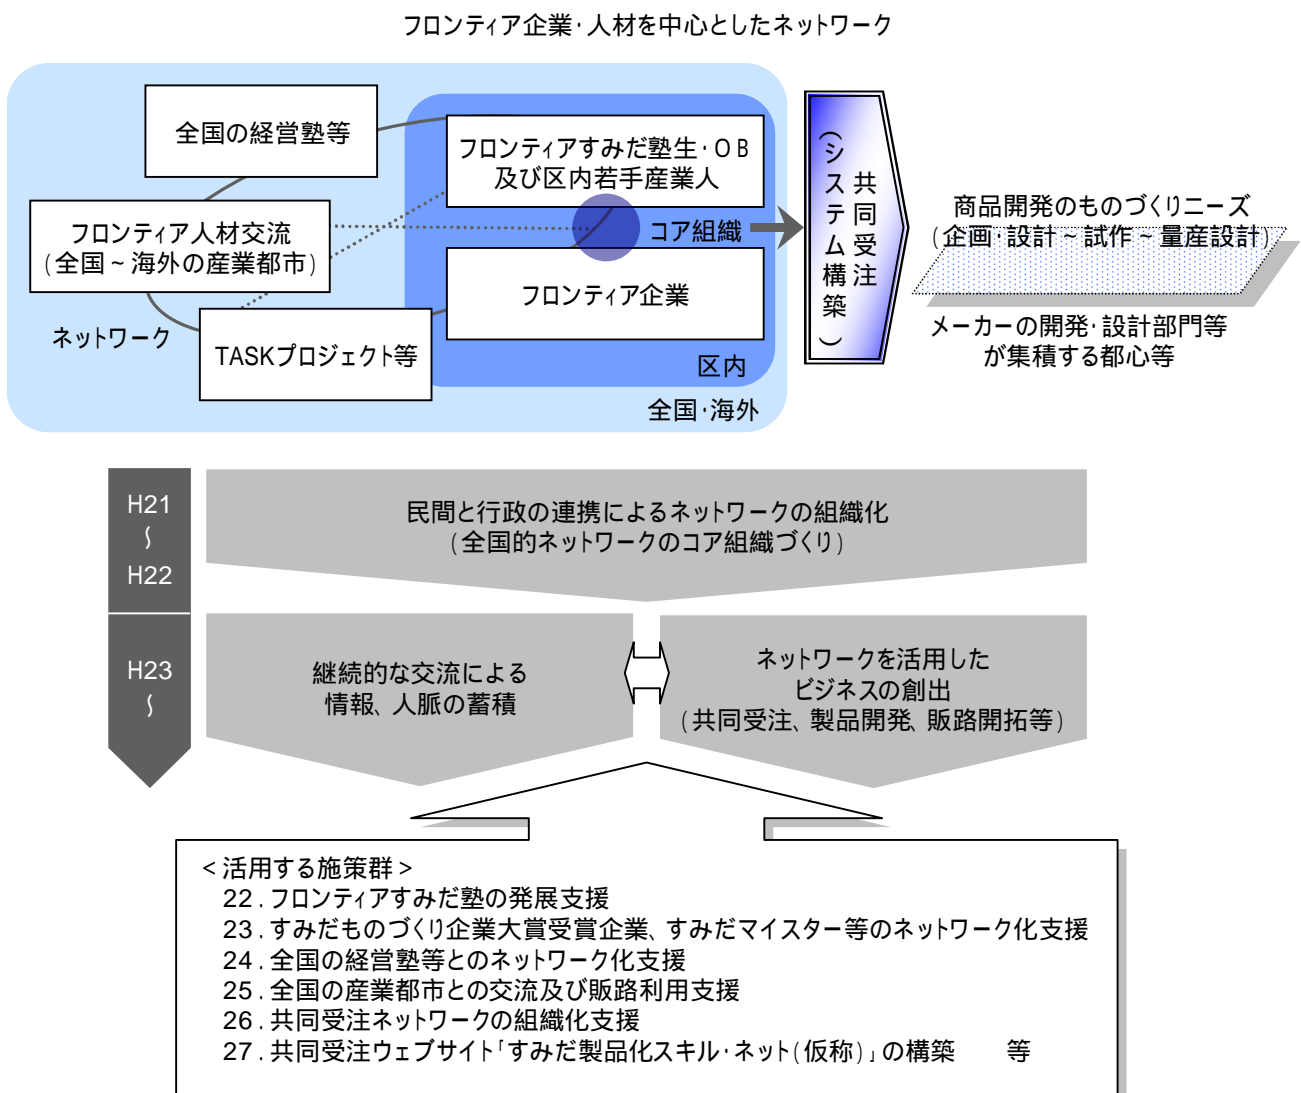 フロンティア企業・人材を中心としたネットワーク
全国の経営塾等
フロンティアすみだ塾生・OB
及び区内若手産業人
フロンティア人材交流
(全国~海外の産業都市)
コア組織
フロンティア企業
ネットワーク
TASKプロジェクト等
区内
全国・海外
共同受注
(システム構築)
商品開発のものづくりニーズ
(企画・設計~試作~量産設計)
メーカーの開発・設計部門等
が集積する都心等
H21
~
H22
民間と行政の連携によるネットワークの組織化
(全国的ネットワークのコア組織づくり)
H23
~
継続的な交流による
情報、人脈の蓄積
ネットワークを活用した
ビジネスの創出
(共同受注、製品開発、販路開拓等)
<活用する施策群>
22.フロンティアすみだ塾の発展支援
23.すみだものづくり企業大賞受賞企業、すみだマイスター等のネットワーク化支援
24.全国の経営塾等とのネットワーク化支援
25.全国の産業都市との交流及び販路利用支援
26.共同受注ネットワークの組織化支援
27.共同受注ウェブサイト「すみだ製品化スキル・ネット(仮称)」の構築　等